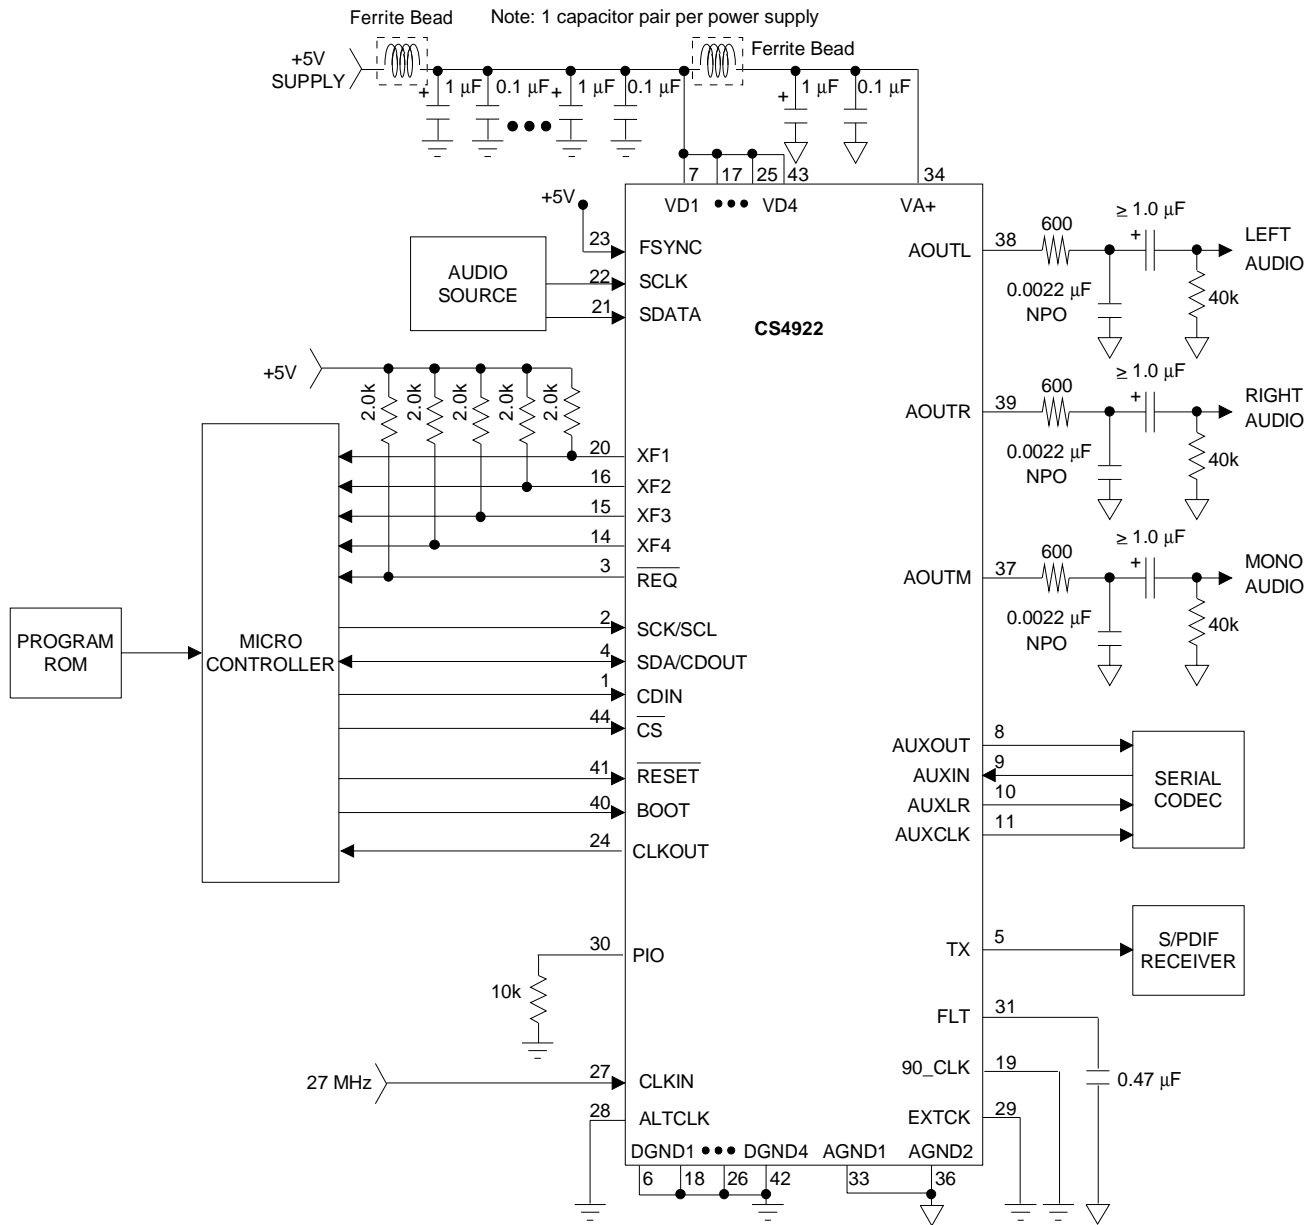 Ferrite Bead
Note: 1 capacitor pair per power supply
Ferrite Bead
+5V
SUPPLY
+
1 μF
0.1 μF
+
1 μF
0.1 μF
+
1 μF
0.1 μF
7
17
25
43
34
VD1
VD4
VA+
+5V
23
FSYNC
22
SCLK
21
SDATA
AUDIO
SOURCE
CS4922
+5V
2.0k
2.0k
2.0k
2.0k
2.0k
20
XF1
16
XF2
15
XF3
14
XF4
3
REQ
2
SCK/SCL
4
SDA/CDOUT
1
CDIN
44
CS
41
RESET
40
BOOT
24
CLKOUT
PROGRAM
ROM
MICRO
CONTROLLER
30
PIO
10k
27 MHz
27
CLKIN
28
ALTCLK
DGND1
DGND4
AGND1
AGND2
6
18
26
42
33
36
AOUTL
38
600
≥ 1.0 μF
+
LEFT
AUDIO
0.0022 μF
NPO
40k
AOUTR
39
600
≥ 1.0 μF
+
RIGHT
AUDIO
0.0022 μF
NPO
40k
AOUTM
37
600
≥ 1.0 μF
+
MONO
AUDIO
0.0022 μF
NPO
40k
AUXOUT
8
AUXIN
9
AUXLR
10
AUXCLK
11
SERIAL
CODEC
TX
5
S/PDIF
RECEIVER
FLT
31
90_CLK
19
0.47 μF
EXTCK
29